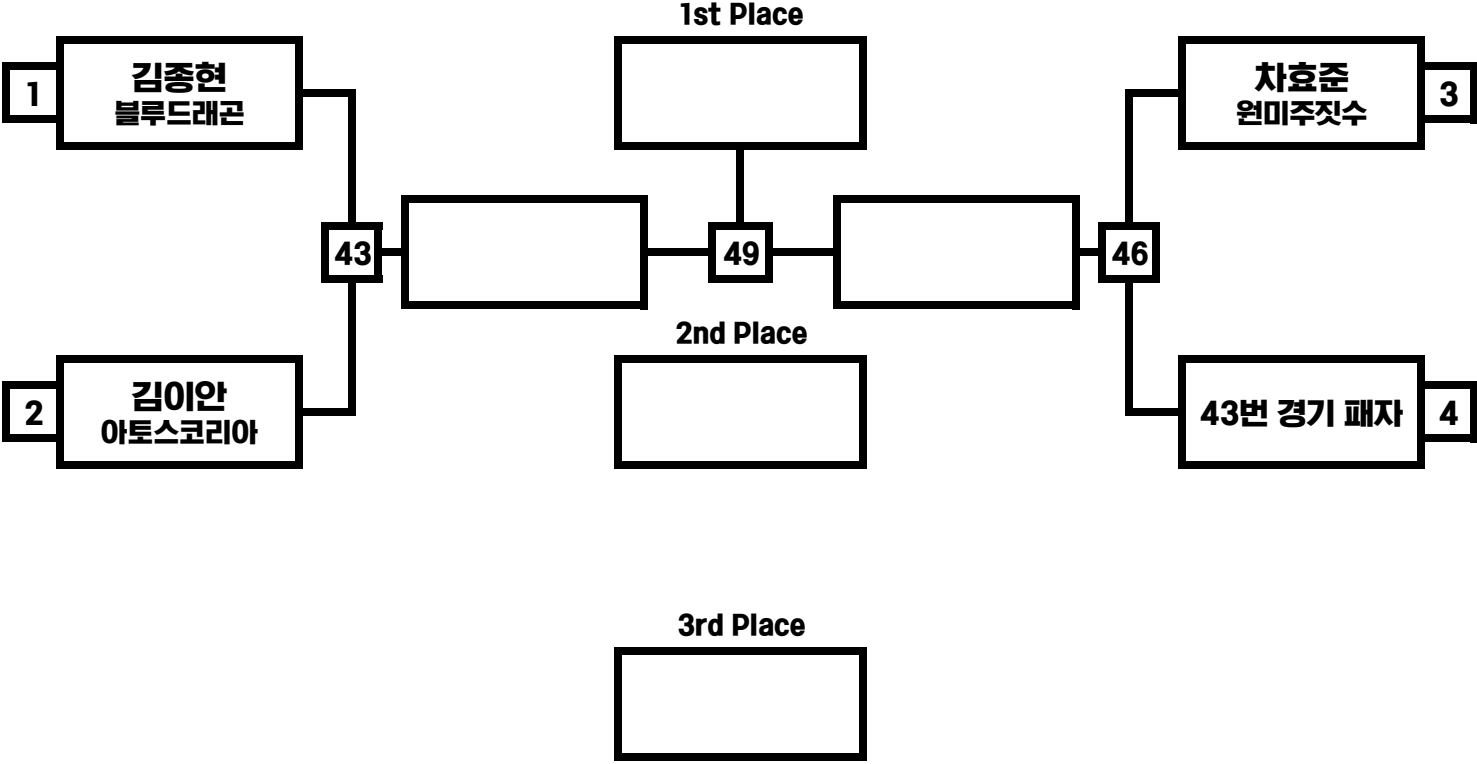 1st Place
1
김종현
블루드래곤
차효준
원미주짓수
3
43
49
46
2nd Place
2
김이안
아토스코리아
43번 경기 패자
4
3rd Place